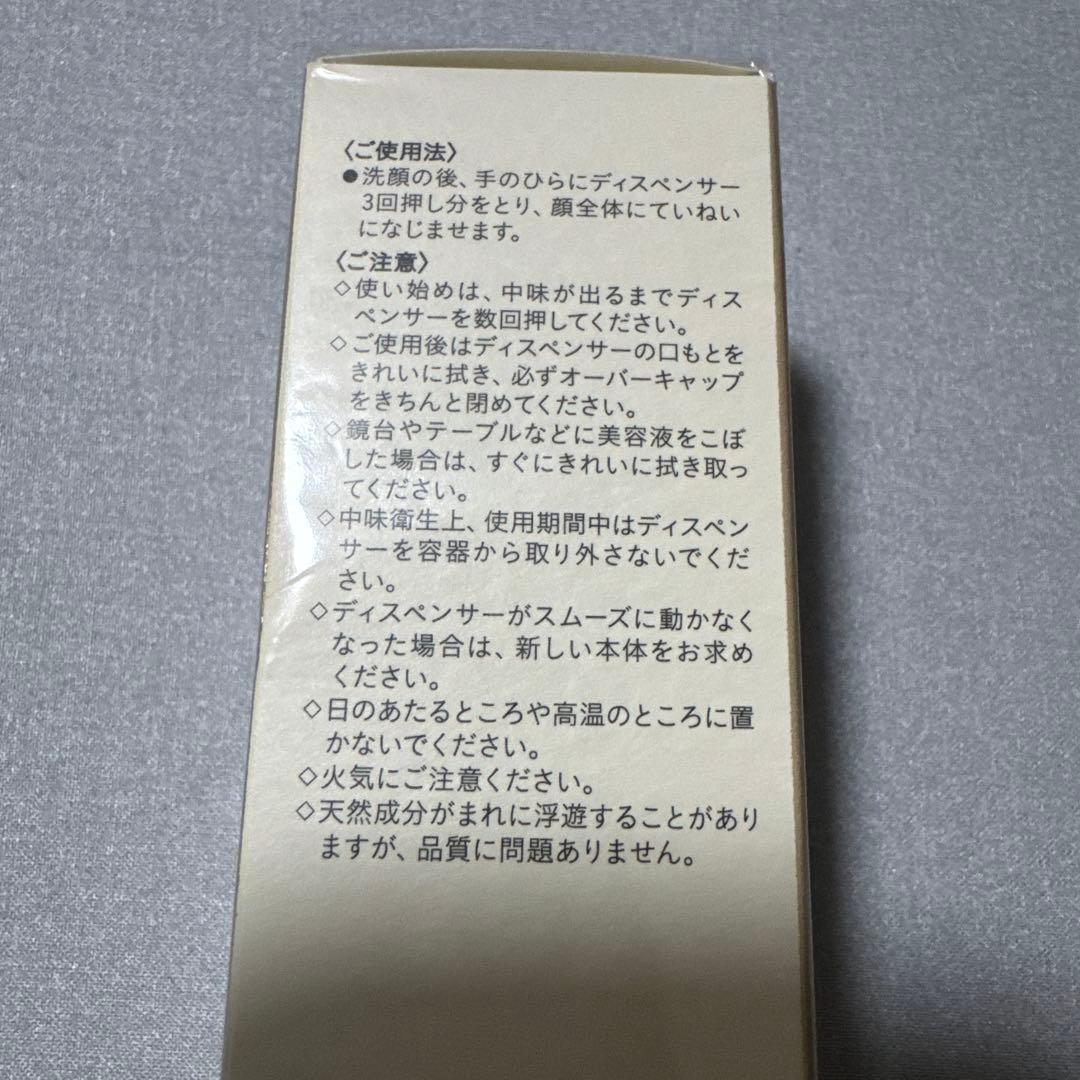 〈ご使用法〉
●洗顔の後、手のひらにディスペンサー
3回押し分をとり、顔全体にていねい
になじませます。
〈ご注意〉
◇使い始めは、中味が出るまでディス
ペンサーを数回押してください。
◇ご使用後はディスペンサーの口もとを
きれいに拭き、必ずオーバーキャップ
をきちんと閉めてください。
◇鏡台やテーブルなどに美容液をこぼ
した場合は、すぐにきれいに拭き取っ
てください。
◇中味衛生上、使用期間中はディスペン
サーを容器から取り外さないでくだ
さい。
◇ディスペンサーがスムーズに動かなく
なった場合は、新しい本体をお求め
ください。
◇日のあたるところや高温のところに置
かないでください。
◇火気にご注意ください。
◇天然成分がまれに浮遊することがあり
ますが、品質に問題ありません。